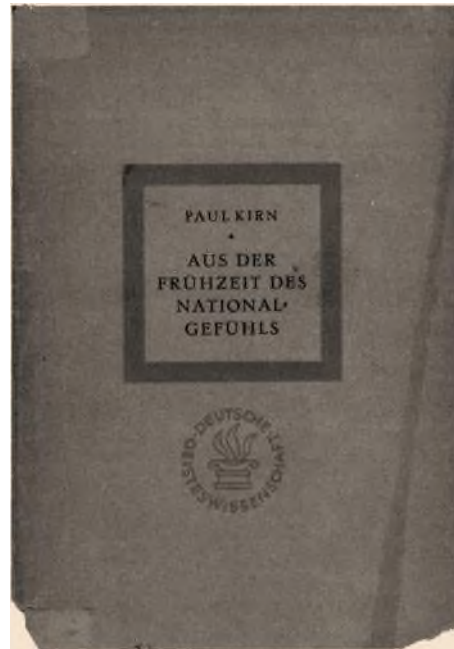 PAUL KIRN
AUS DER
FRÜHZEIT DES
NATIONAL-
GEFÜHLS
DEUTSCHE
GEISTESWISSENSCHAFT